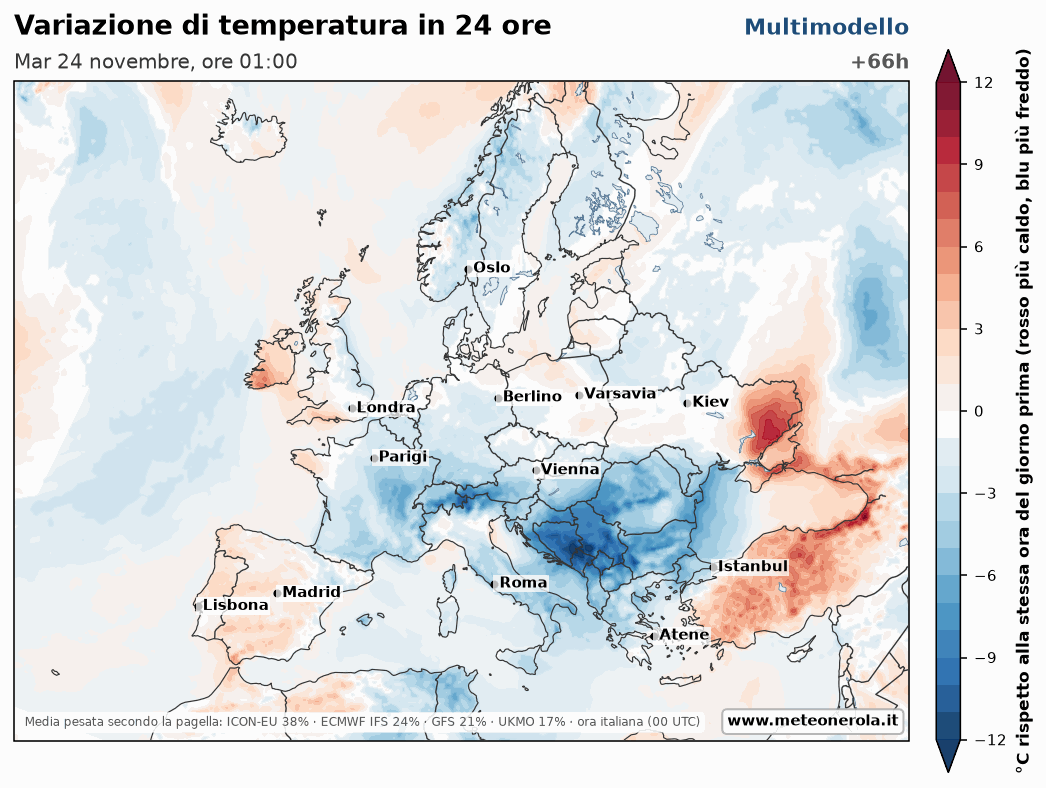 Variazione di temperatura in 24 ore
Multimodello
Mar 24 novembre, ore 01:00
+66h
Oslo
Londra
Berlino
Varsavia
Kiev
Parigi
Vienna
Madrid
Lisbona
Roma
Istanbul
Atene
Media pesata secondo la pagella: ICON-EU 38% · ECMWF IFS 24% · GFS 21% · UKMO 17% · ora italiana (00 UTC)
www.meteonerola.it
12
9
6
3
0
−3
−6
−9
−12
°C rispetto alla stessa ora del giorno prima (rosso più caldo, blu più freddo)